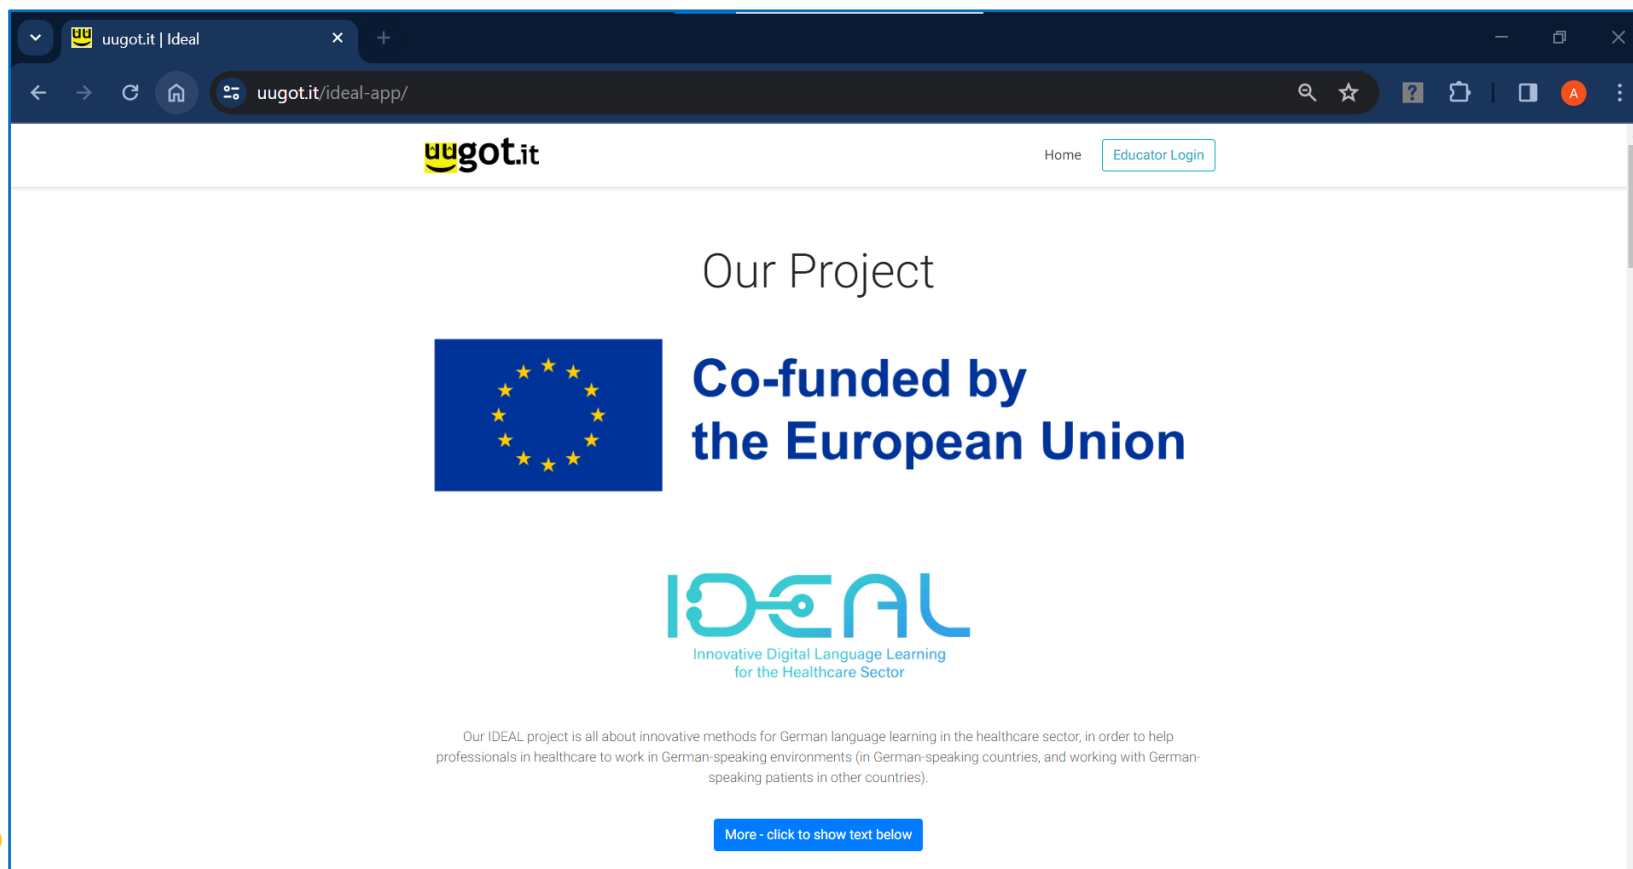 uugot.it | Ideal
uugot.it/ideal-app/
A
uugot.it
Home
Educator Login
Our Project
Co-funded by
the European Union
IDEAL
Innovative Digital Language Learning
for the Healthcare Sector
Our IDEAL project is all about innovative methods for German language learning in the healthcare sector, in order to help
professionals in healthcare to work in German-speaking environments (in German-speaking countries, and working with German-
speaking patients in other countries).
More - click to show text below